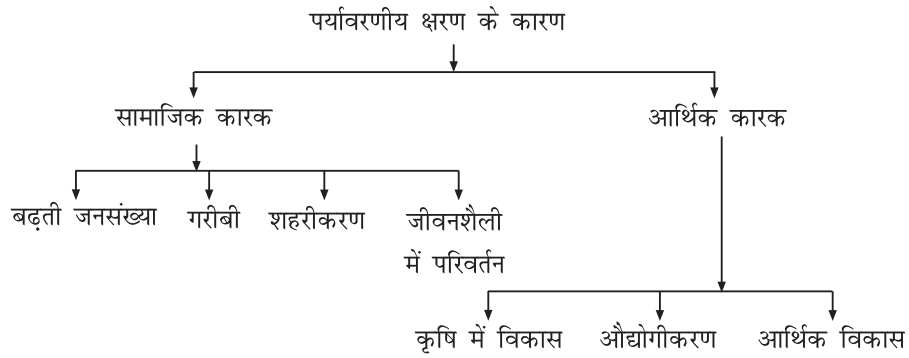 पर्यावरणीय क्षरण के कारण
सामाजिक कारक
आर्थिक कारक
बढ़ती जनसंख्या
गरीबी
शहरीकरण
जीवनशैली
में परिवर्तन
कृषि में विकास
औद्योगीकरण
आर्थिक विकास